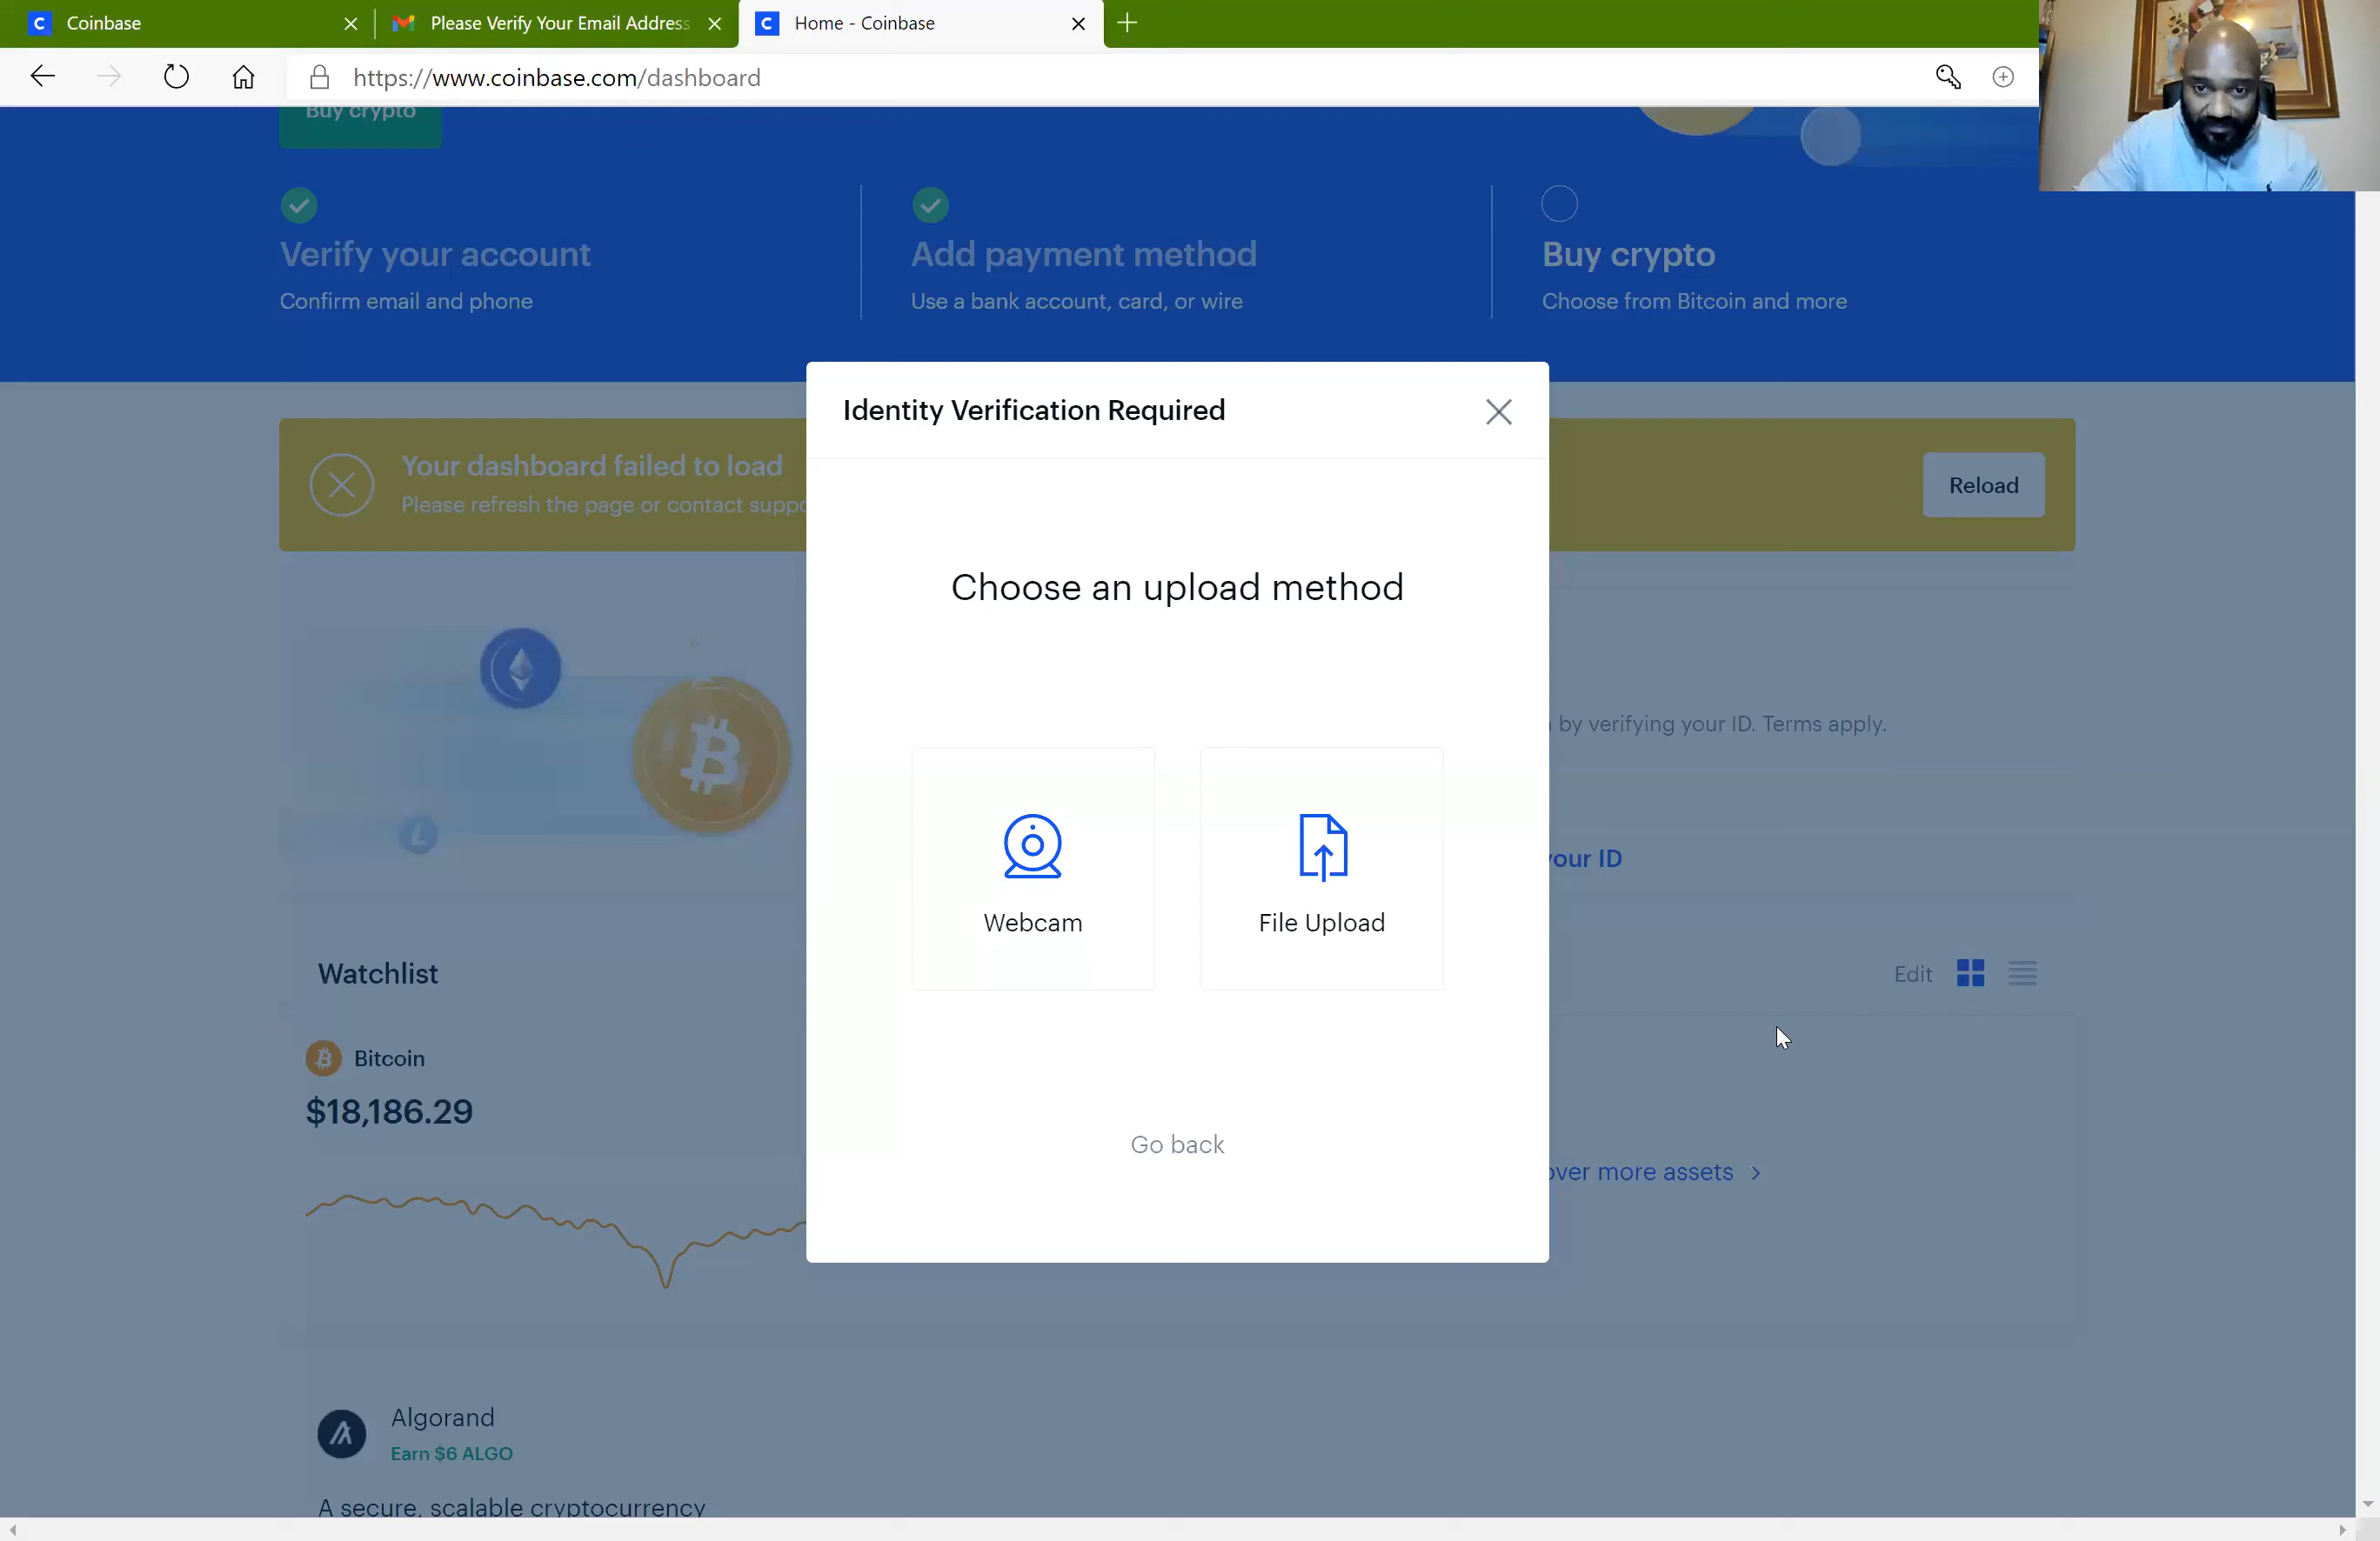 Coinbase
Please Verify Your Email Address
Home - Coinbase
https://www.coinbase.com/dashboard
Buy crypto
Verify your account
Confirm email and phone
Add payment method
Use a bank account, card, or wire
Buy crypto
Choose from Bitcoin and more
Identity Verification Required
Your dashboard failed to load
Please refresh the page or contact
Reload
Choose an upload method
by verifying your ID. Terms apply.
Webcam
File Upload
your ID
Watchlist
Edit
Bitcoin
$18,186.29
Go back
more assets
Algorand
Earn $6 ALGO
A secure, scalable cryptocurrency